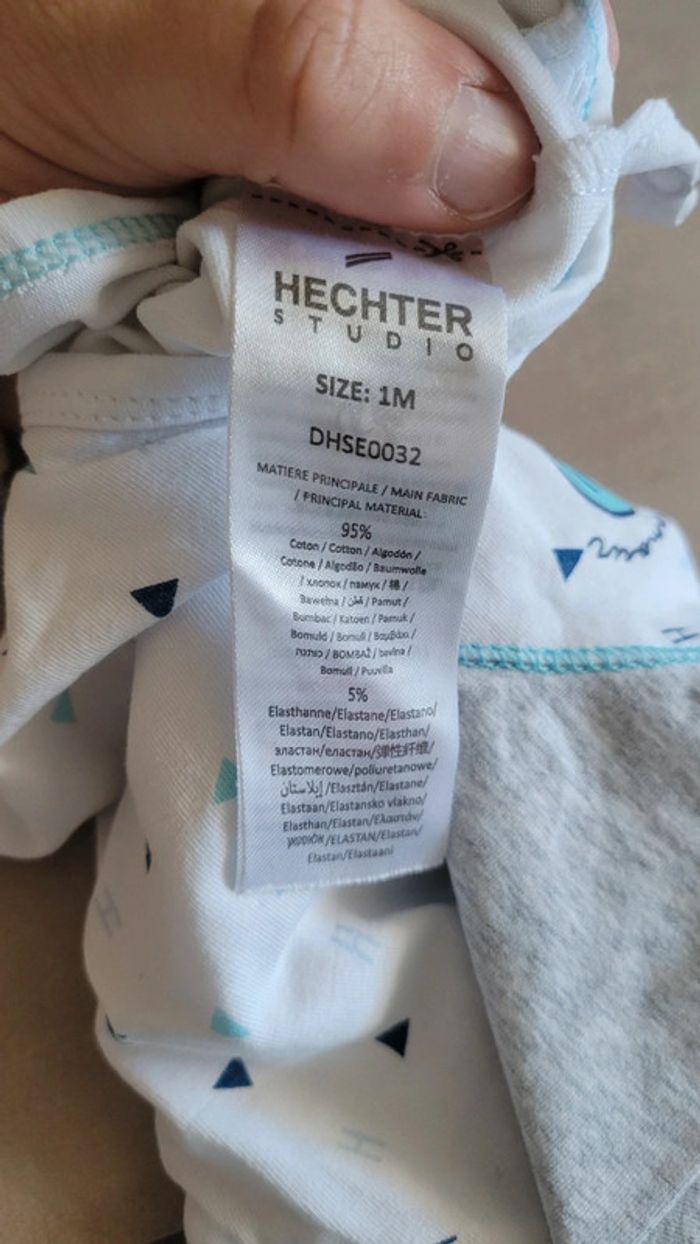 HECHTER
STUDIO
SIZE: 1M
DHSE0032
MATIERE PRINCIPALE / MAIN FABRIC
/ PRINCIPAL MATERIAL:
95%
Coton / Cotton / Algodón /
Cotone / Algodão / Baumwolle
/ хлопок / памук / 棉 /
Bawełna / قطن / Pamut /
Bumbac / Katoen / Pamuk /
Bomuld / Bomull / Βαμβάκι /
כותנה / BOMBAŽ / bavlna /
Bomull / Puuvilla
5%
Elasthanne/Elastane/Elastano/
Elastan/Elastano/Elasthan/
эластан/еластан/弹性纤维/
Elastomerowe/poliuretanowe/
إيلاستان /Elasztán/Elastane/
Elastaan/Elastansko vlakno/
Elasthan/Elastan/Ελαστάν/
/ELASTAN/Elastan/
Elastan/Elastaani